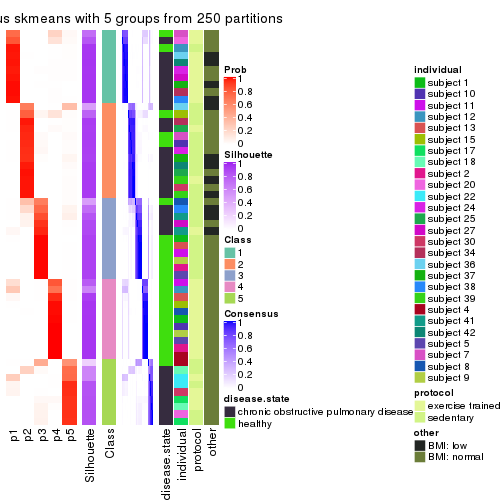 us skmeans with 5 groups from 250 partitions
Prob
1
0.8
0.6
0.4
0.2
0
Silhouette
1
0.8
0.6
0.4
0.2
0
Class
1
2
3
4
5
Consensus
1
0.8
0.6
0.4
0.2
0
disease.state
chronic obstructive pulmonary disease
healthy
individual
subject 1
subject 10
subject 11
subject 12
subject 13
subject 15
subject 17
subject 18
subject 2
subject 20
subject 22
subject 24
subject 25
subject 27
subject 30
subject 34
subject 36
subject 37
subject 38
subject 39
subject 4
subject 41
subject 42
subject 5
subject 7
subject 8
subject 9
protocol
exercise trained
sedentary
other
BMI: low
BMI: normal
p1
p2
p3
p4
p5
Silhouette
Class
disease.state
individual
protocol
other